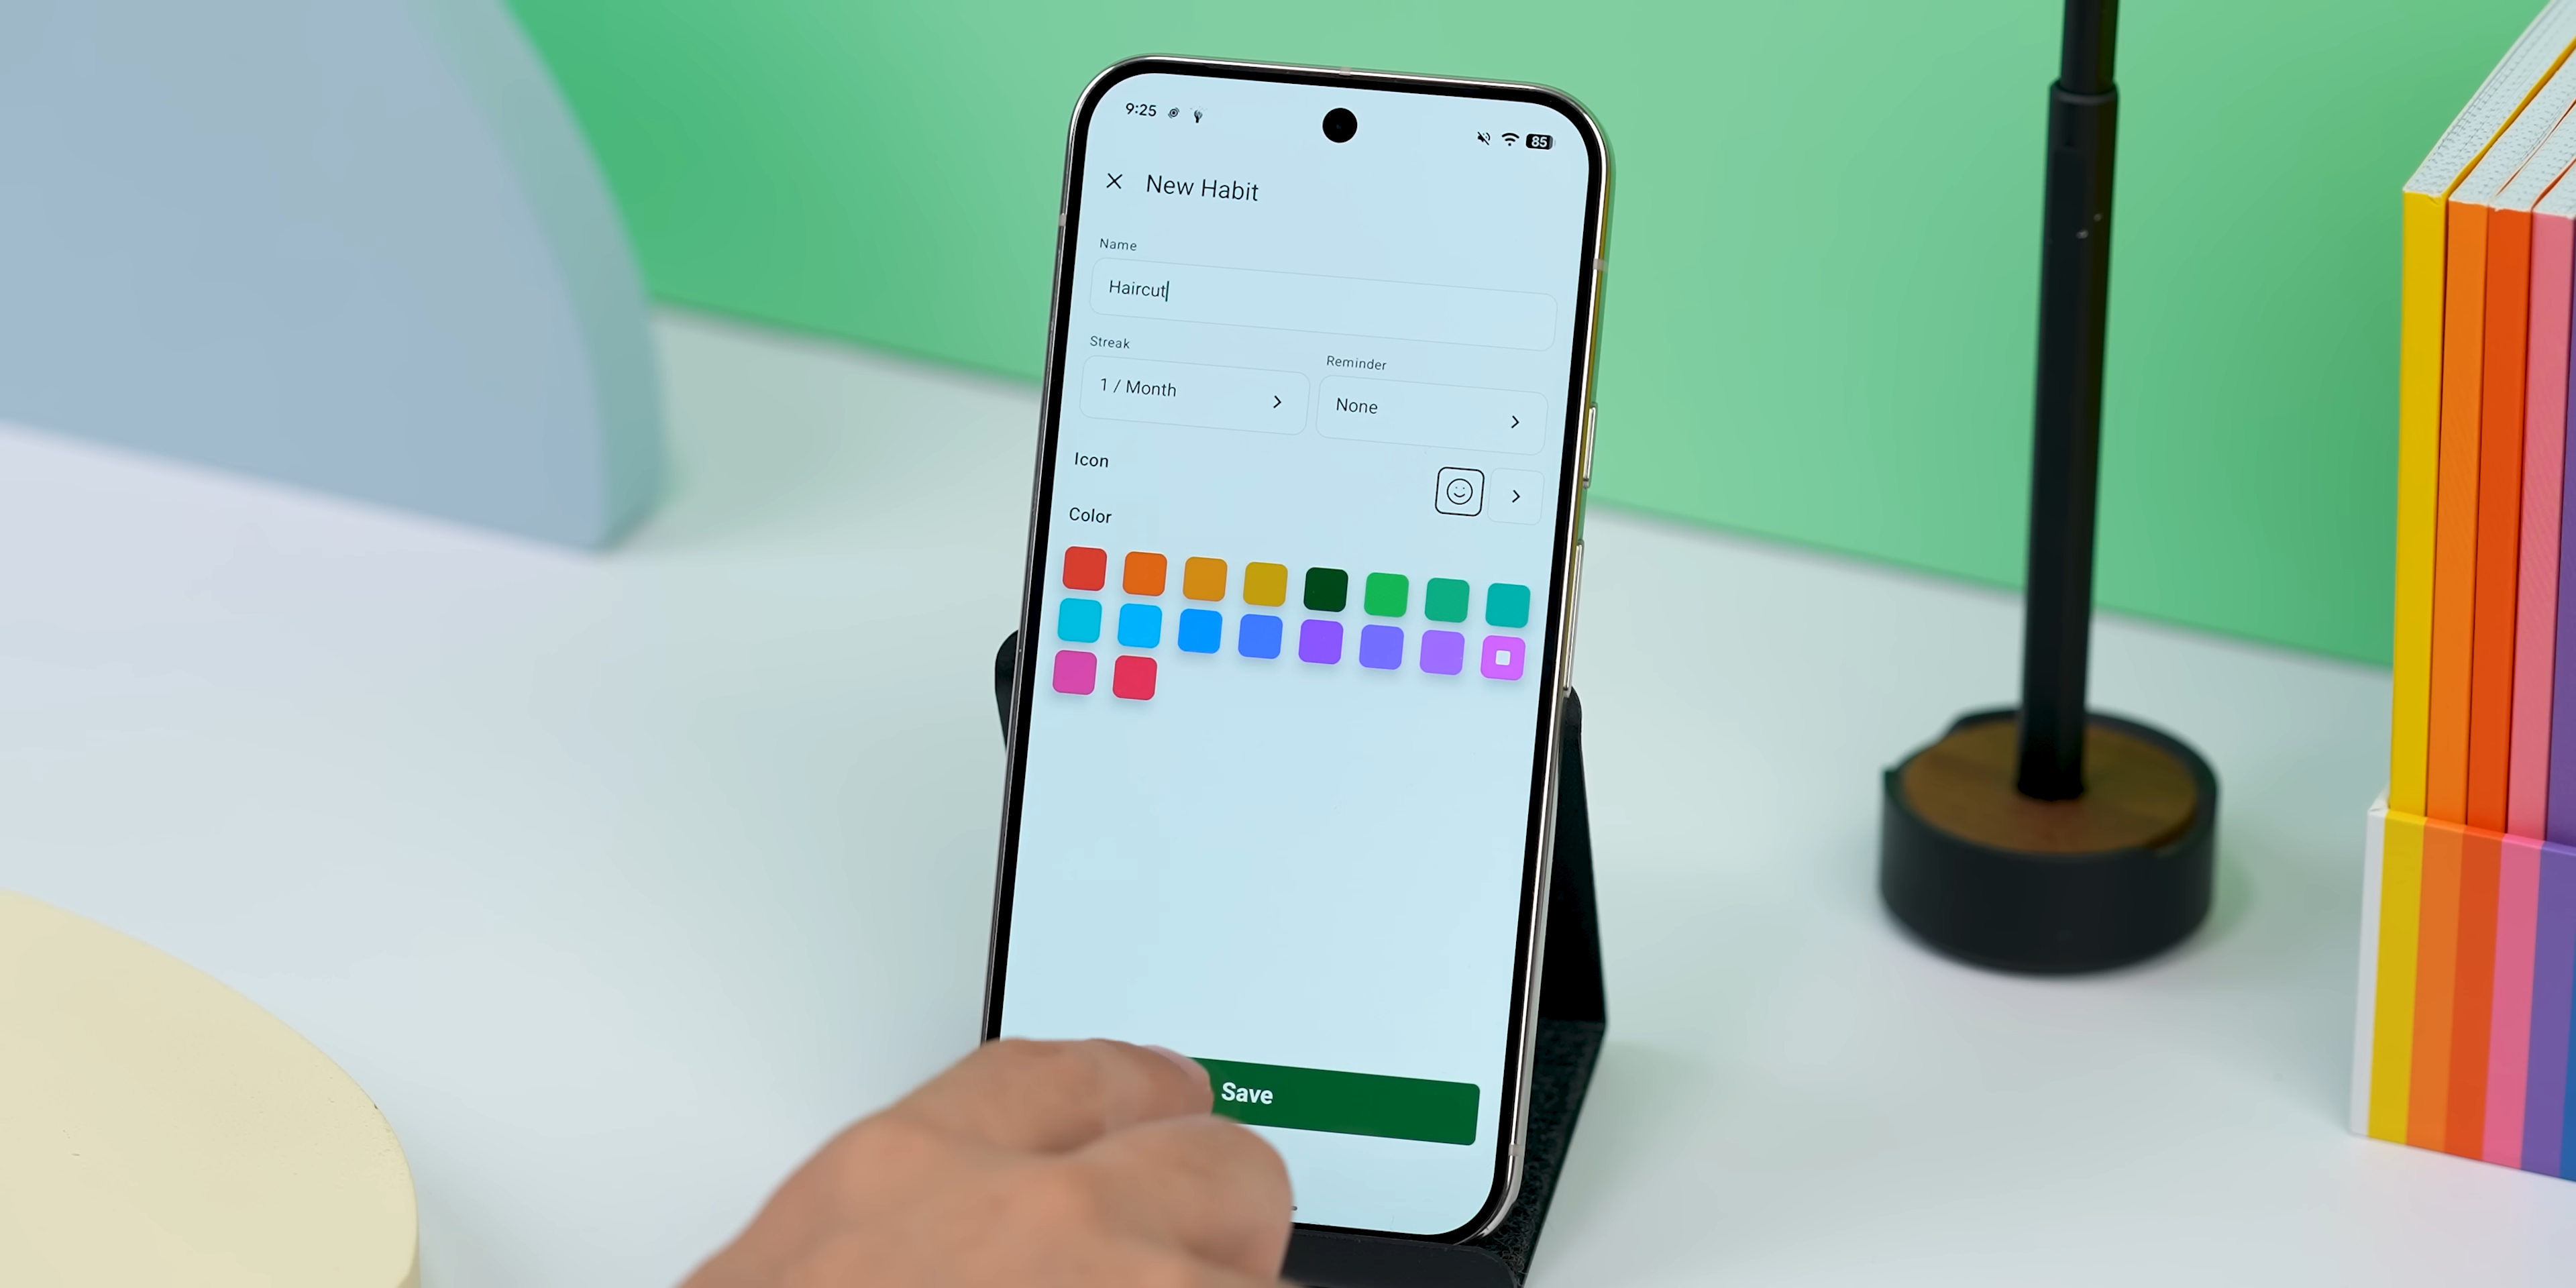 9:25
85
New Habit
Name
Haircut
Streak
Reminder
1 / Month
None
Icon
Color
Save